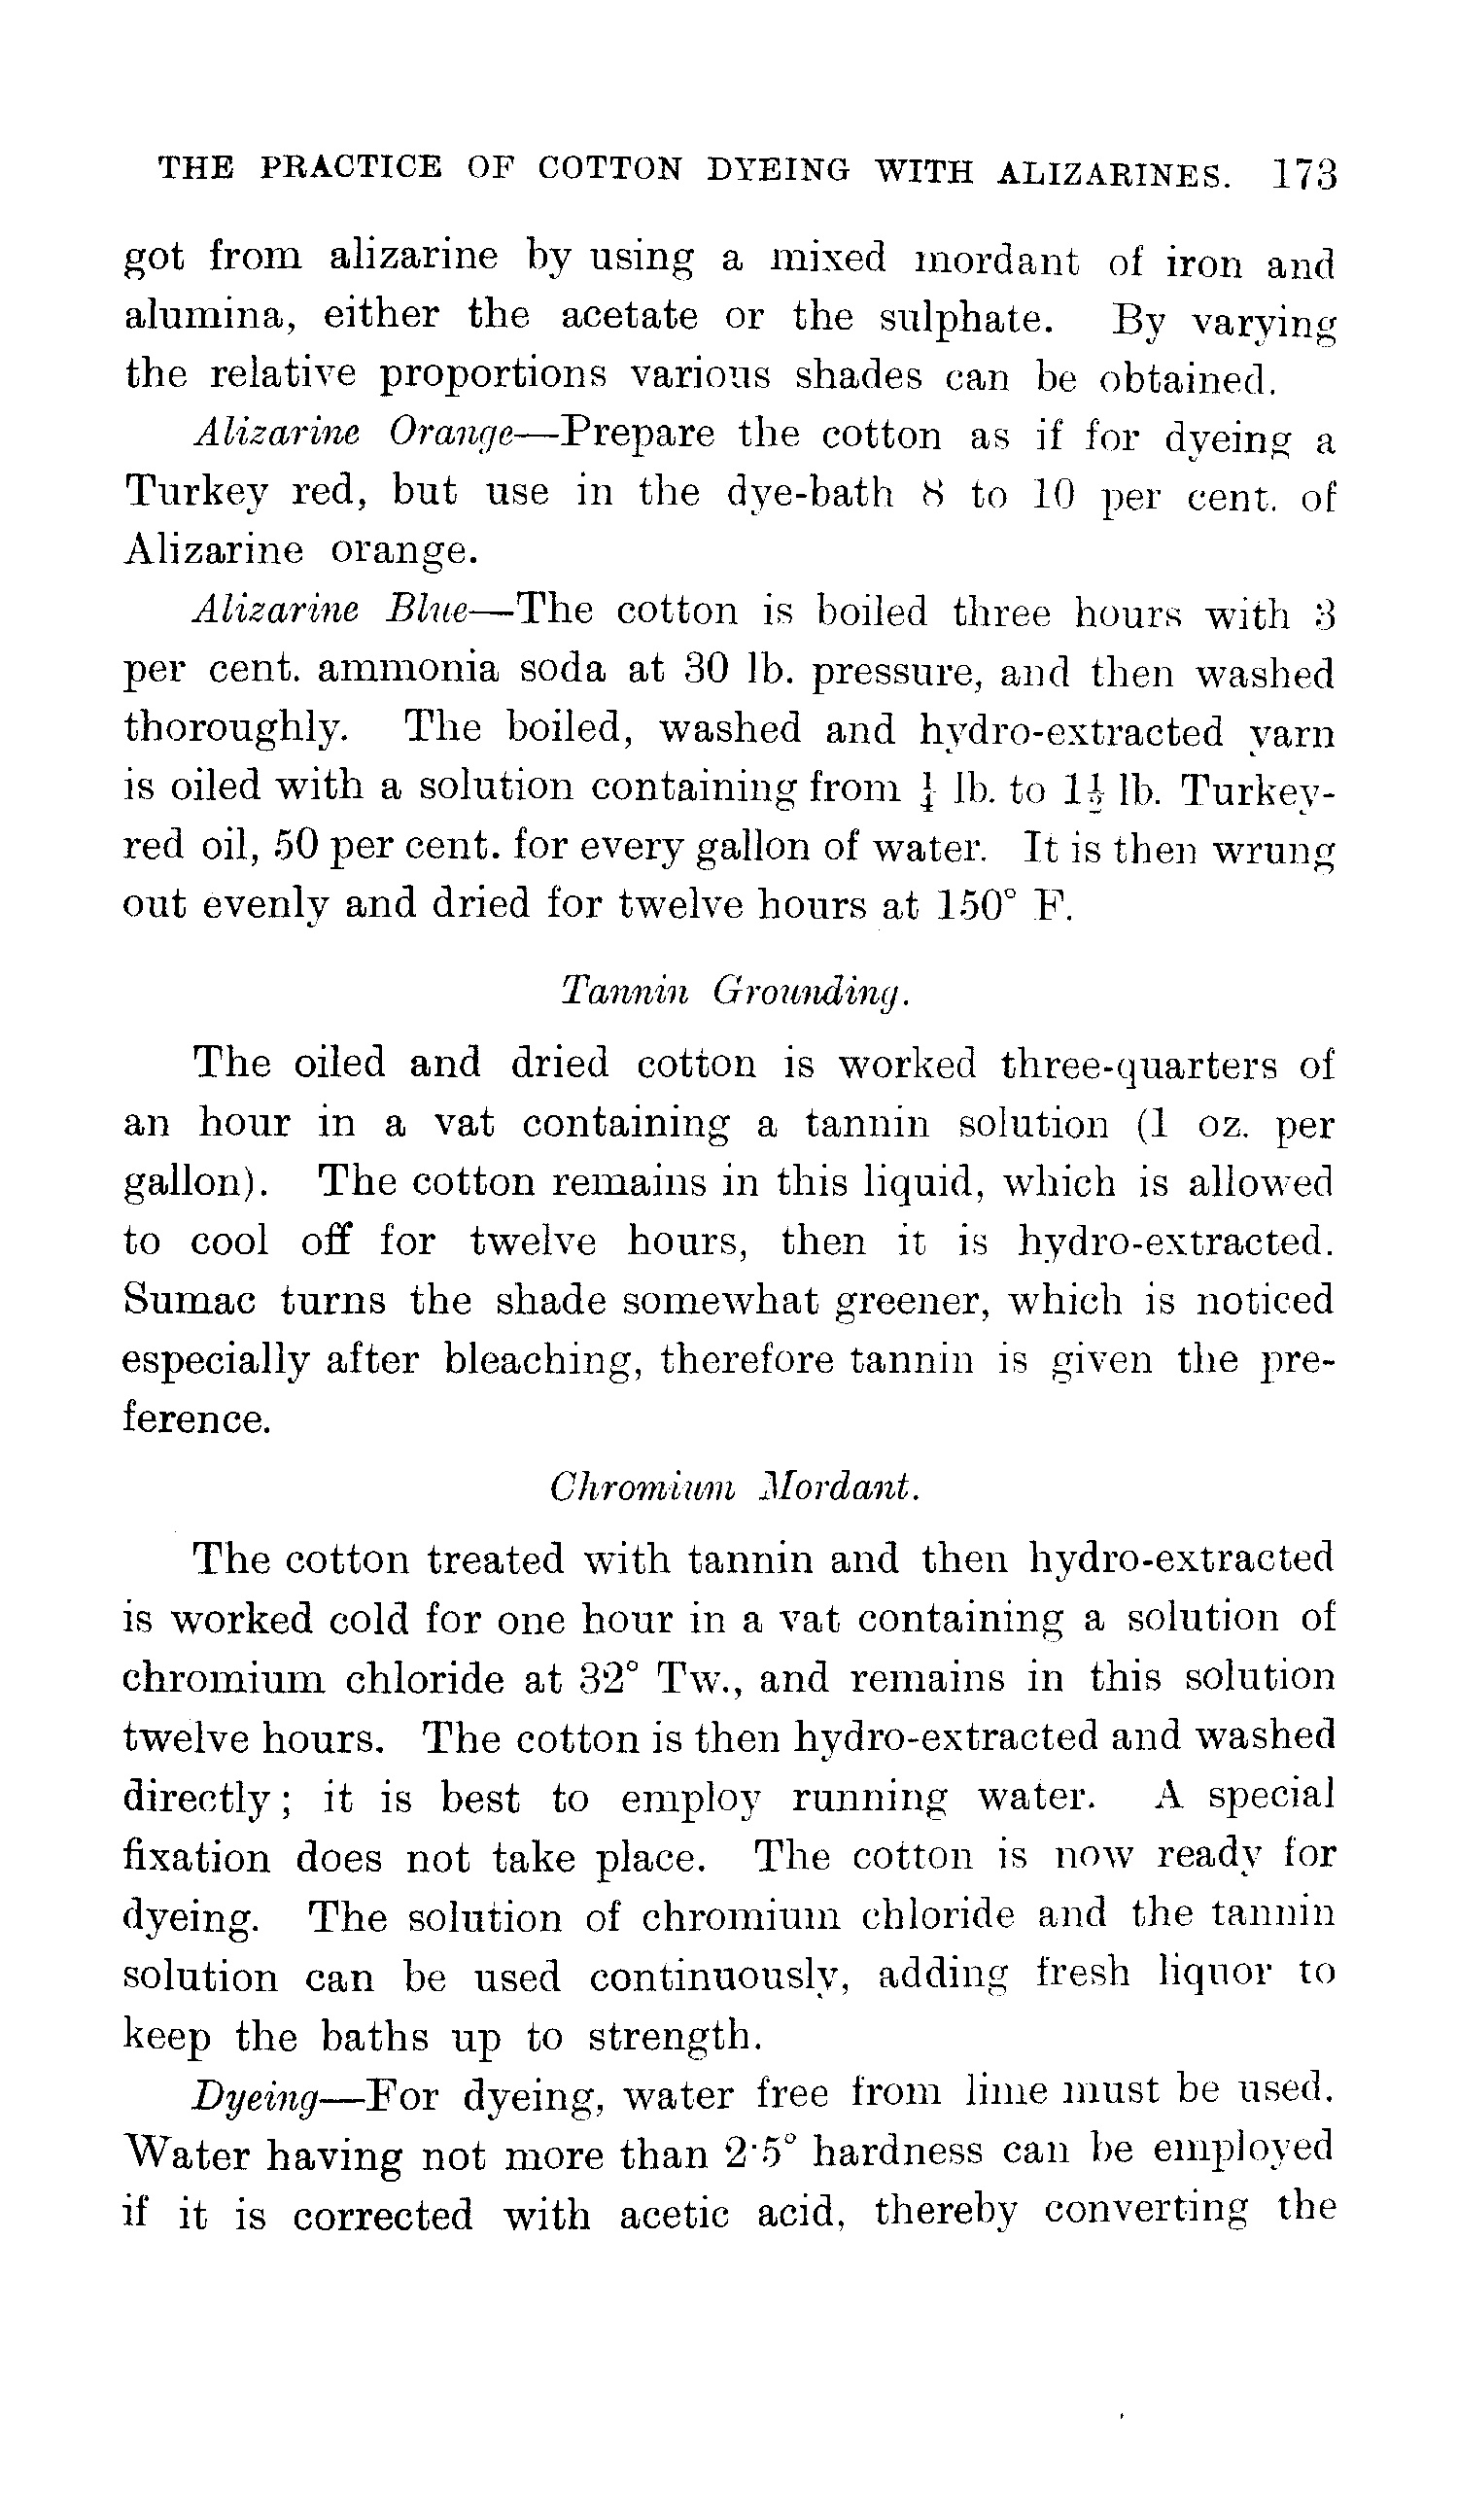 THE PRACTICE OF COTTON DYEING WITH ALIZARINES. 173
got from alizarine by using a mixed mordant of iron and
alumina, either the acetate or the sulphate. By varying
the relative proportions various shades can be obtained.
Alizarine Orange—Prepare the cotton as if for dyeing a
Turkey red, but use in the dye-bath 8 to 10 per cent. of
Alizarine orange.
Alizarine Blue—The cotton is boiled three hours with 3
per cent. ammonia soda at 30 lb. pressure, and then washed
thoroughly. The boiled, washed and hydro-extracted yarn
is oiled with a solution containing from lb. to lb. Turkey-
red oil, 50 per cent. for every gallon of water. It is then wrung
out evenly and dried for twelve hours at 150° F.
Tannin Grounding.
The oiled and dried cotton is worked three-quarters of
an hour in a vat containing a tannin solution (1 oz. per
gallon). The cotton remains in this liquid, which is allowed
to cool off for twelve hours, then it is hydro-extracted.
Sumac turns the shade somewhat greener, which is noticed
especially after bleaching, therefore tannin is given the pre-
ference.
Chromium Mordant.
The cotton treated with tannin and then hydro-extracted
is worked cold for one hour in a vat containing a solution of
chromium chloride at 32° Tw., and remains in this solution
twelve hours. The cotton is then hydro-extracted and washed
directly; it is best to employ running water. A special
fixation does not take place. The cotton is now ready for
dyeing. The solution of chromium chloride and the tannin
solution can be used continuously, adding fresh liquor to
keep the baths up to strength.
Dyeing—For dyeing, water free from lime must be used.
Water having not more than 2·5° hardness can be employed
if it is corrected with acetic acid, thereby converting the